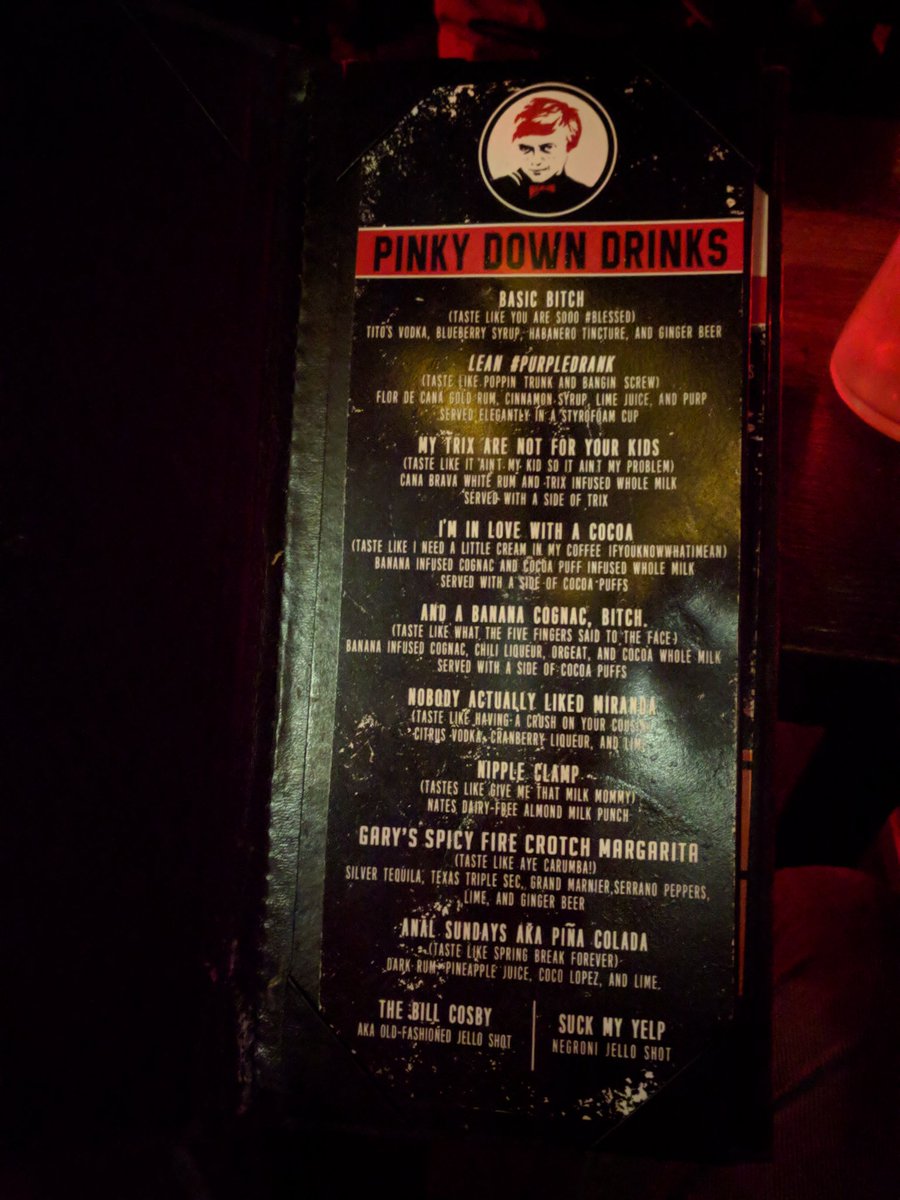 PINKY DOWN DRINKS
BASIC BITCH
(TASTE LIKE YOU ARE SOOO #BLESSED)
TITO'S VODKA, BLUEBERRY SYRUP, HABANERO TINCTURE, AND GINGER BEER
LEAN #PURPLEDRANK
(TASTE LIKE POPPIN TRUNK AND BANGIN SCREW)
FLOR DE CANA GOLD RUM, CINNAMON SYRUP, LIME JUICE, AND PURP
SERVED ELEGANTLY IN A STYROFOAM CUP
MY TRIX ARE NOT FOR YOUR KIDS
(TASTE LIKE IT AIN'T MY KID SO IT AIN'T MY PROBLEM)
CANA BRAVA WHITE RUM AND TRIX INFUSED WHOLE MILK
SERVED WITH A SIDE OF TRIX
I'M IN LOVE WITH A COCOA
(TASTE LIKE I NEED A LITTLE CREAM IN MY COFFEE IFYOUKNOWWHATIMEAN)
BANANA INFUSED COGNAC AND COCOA PUFF INFUSED WHOLE MILK
SERVED WITH A SIDE OF COCOA PUFFS
AND A BANANA COGNAC, BITCH.
(TASTE LIKE WHAT THE FIVE FINGERS SAID TO THE FACE)
BANANA INFUSED COGNAC, CHILI LIQUEUR, ORGEAT, AND COCOA WHOLE MILK
SERVED WITH A SIDE OF COCOA PUFFS
NOBODY ACTUALLY LIKED MIRANDA
(TASTE LIKE HAVING A CRUSH ON YOUR COUSIN)
CITRUS VODKA, CRANBERRY LIQUEUR, AND LIME
NIPPLE CLAMP
(TASTES LIKE GIVE ME THAT MILK MOMMY)
NATES DAIRY-FREE ALMOND MILK PUNCH
GARY'S SPICY FIRE CROTCH MARGARITA
(TASTE LIKE AYE CARUMBA!)
SILVER TEQUILA, TEXAS TRIPLE SEC, GRAND MARNIER,SERRANO PEPPERS,
LIME, AND GINGER BEER
ANAL SUNDAYS AKA PIÑA COLADA
(TASTE LIKE SPRING BREAK FOREVER)
DARK RUM, PINEAPPLE JUICE, COCO LOPEZ, AND LIME.
THE BILL COSBY
AKA OLD-FASHIONED JELLO SHOT
SUCK MY YELP
NEGRONI JELLO SHOT